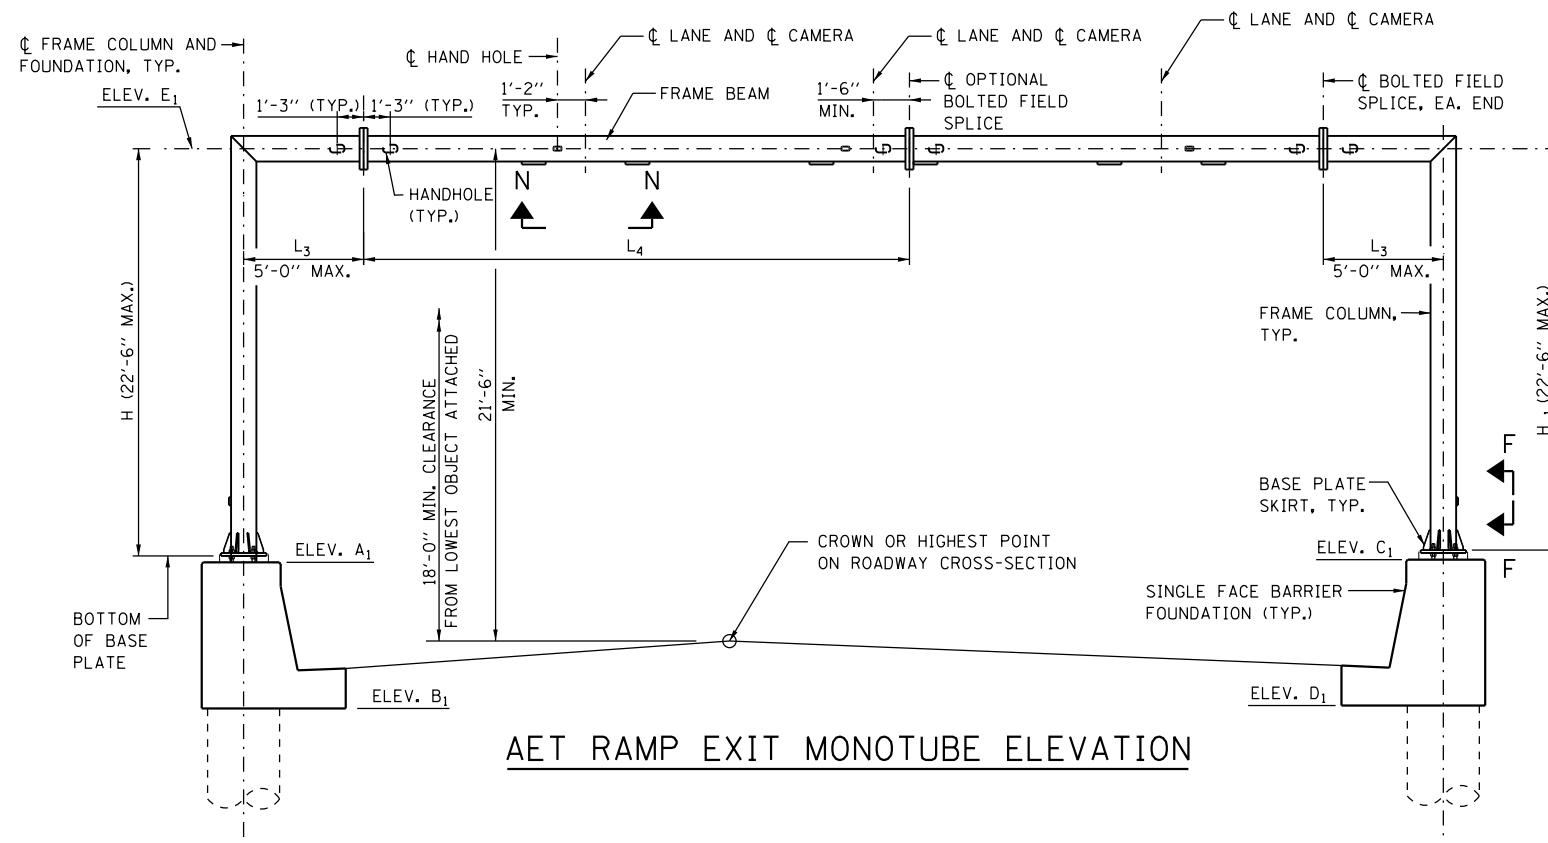 ℄ FRAME COLUMN AND
FOUNDATION, TYP.
ELEV. E1
1'-3" (TYP.)
1'-3" (TYP.)
℄ HAND HOLE
1'-2"
TYP.
℄ LANE AND ℄ CAMERA
FRAME BEAM
1'-6"
MIN.
℄ LANE AND ℄ CAMERA
℄ OPTIONAL
BOLTED FIELD
SPLICE
℄ LANE AND ℄ CAMERA
℄ BOLTED FIELD
SPLICE, EA. END
HANDHOLE
(TYP.)
N
N
L3
5'-0" MAX.
L4
L3
5'-0" MAX.
H (22'-6" MAX.)
18'-0" MIN. CLEARANCE
FROM LOWEST OBJECT ATTACHED
21'-6"
MIN.
FRAME COLUMN,
TYP.
H , (22'-6" MAX.)
F
F
BASE PLATE
SKIRT, TYP.
ELEV. A1
ELEV. C1
CROWN OR HIGHEST POINT
ON ROADWAY CROSS-SECTION
SINGLE FACE BARRIER
FOUNDATION (TYP.)
BOTTOM
OF BASE
PLATE
ELEV. B1
ELEV. D1
AET RAMP EXIT MONOTUBE ELEVATION